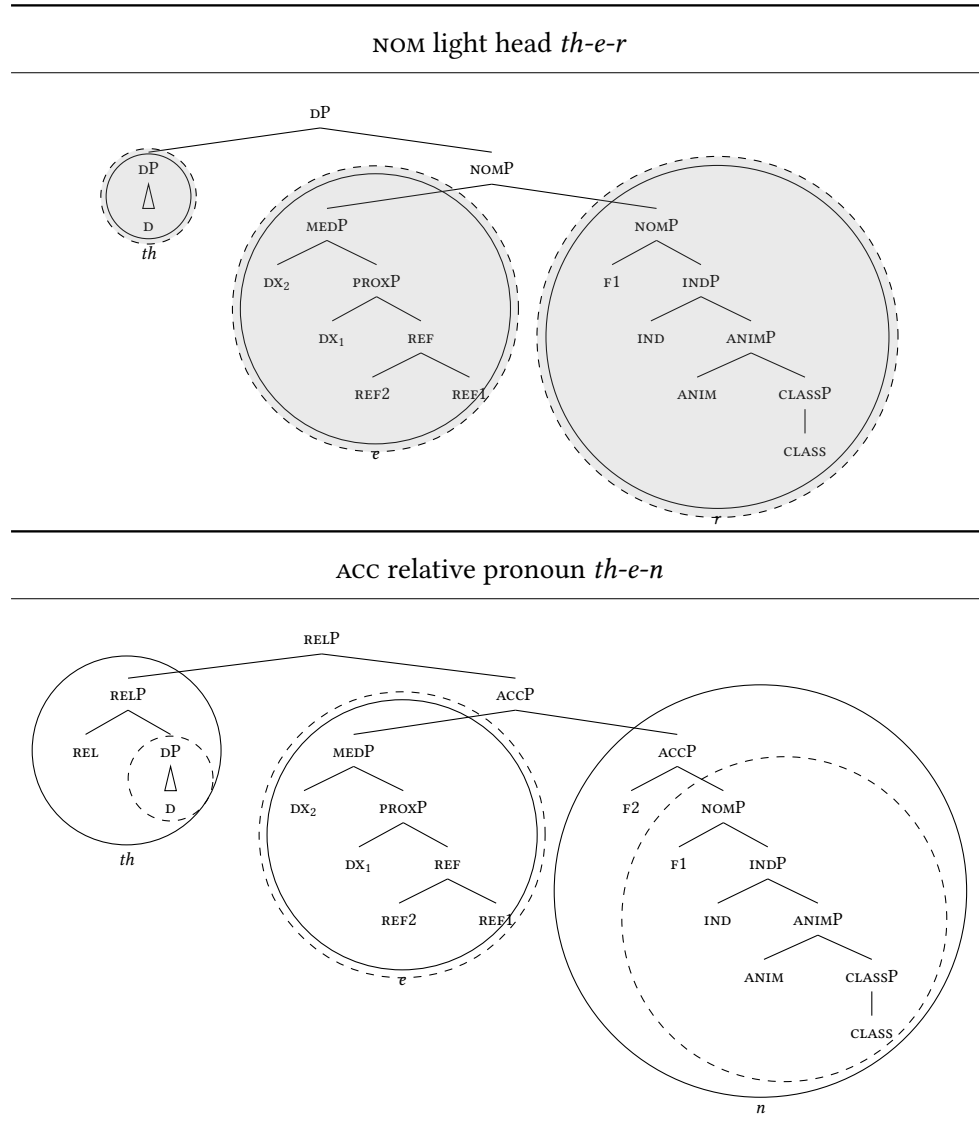 NOM light head th-e-r
DP
DP NOMP
D MEDP NOMP
th DX₂ PROXP F1 INDP
DX₁ REF IND ANIMP
REF2 REF1 ANIM CLASSP
e CLASS
r
ACC relative pronoun th-e-n
RELP
RELP ACCP
REL DP MEDP ACCP
D DX₂ PROXP F2 NOMP
th DX₁ REF F1 INDP
REF2 REF1 IND ANIMP
e ANIM CLASSP
CLASS
n